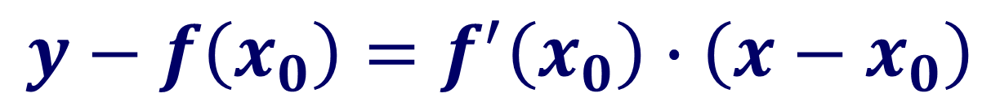 y − f(x₀) = f′(x₀) · (x − x₀)